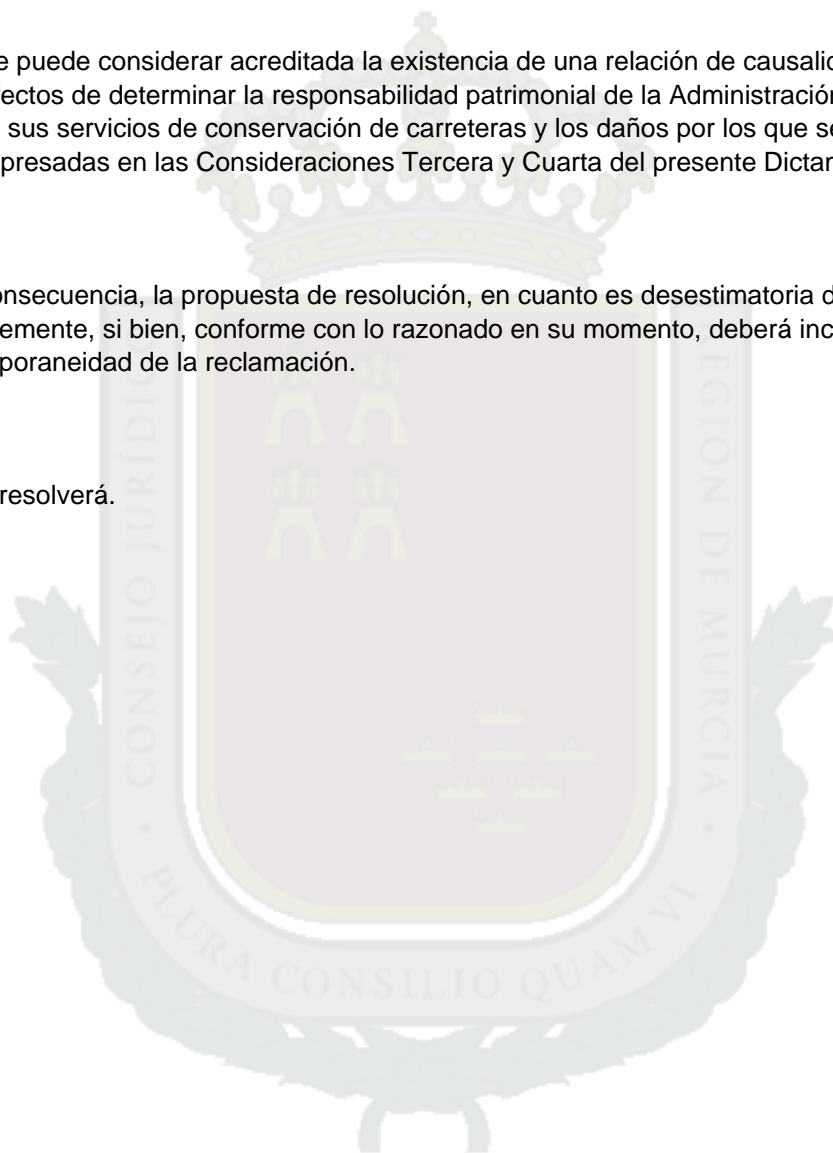 e puede considerar acreditada la existencia de una relación de causalid
ectos de determinar la responsabilidad patrimonial de la Administración
sus servicios de conservación de carreteras y los daños por los que se
presadas en las Consideraciones Tercera y Cuarta del presente Dictar
onsecuencia, la propuesta de resolución, en cuanto es desestimatoria d
emente, si bien, conforme con lo razonado en su momento, deberá inc
poraneidad de la reclamación.
resolverá.
CONSEJO JURÍDICO
REGIÓN DE MURCIA
PLURA CONSILIO QUAM VI